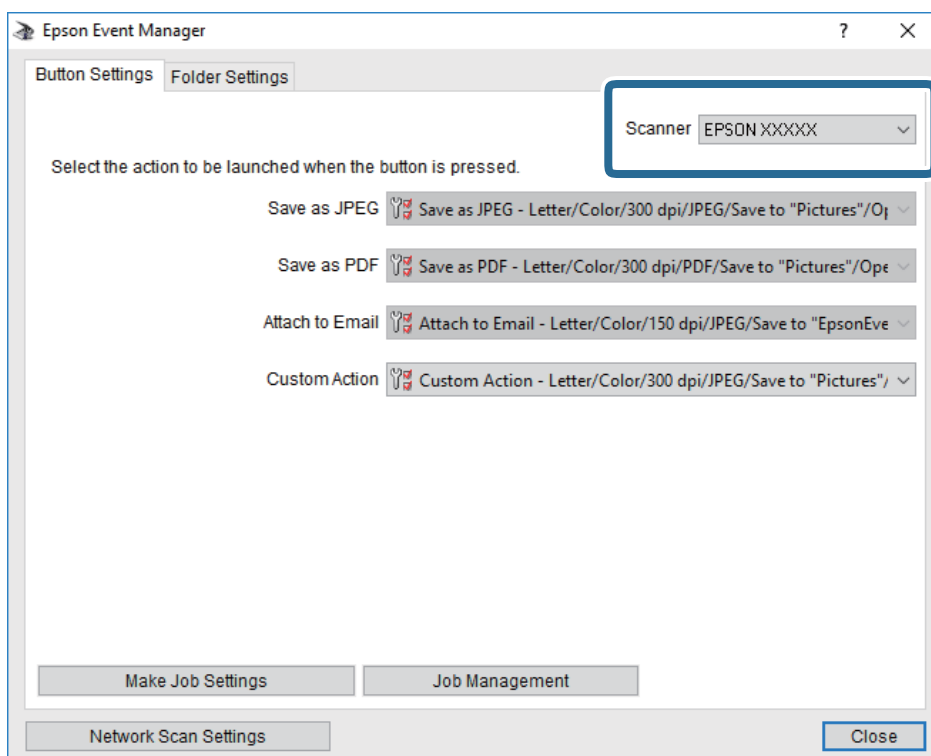 Epson Event Manager ? ×
Button Settings Folder Settings
Scanner EPSON XXXXX
Select the action to be launched when the button is pressed.
Save as JPEG Save as JPEG - Letter/Color/300 dpi/JPEG/Save to "Pictures"/Op
Save as PDF Save as PDF - Letter/Color/300 dpi/PDF/Save to "Pictures"/Ope
Attach to Email Attach to Email - Letter/Color/150 dpi/JPEG/Save to "EpsonEve
Custom Action Custom Action - Letter/Color/300 dpi/JPEG/Save to "Pictures"/
Make Job Settings Job Management
Network Scan Settings Close